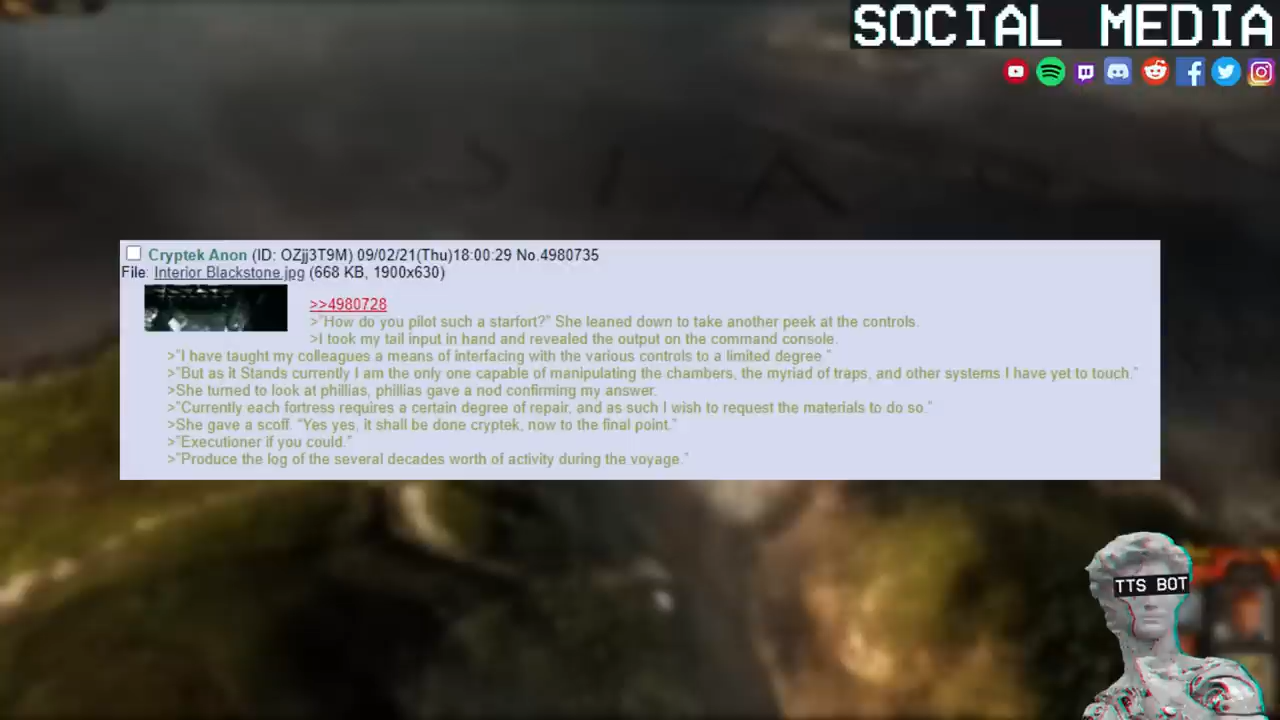 SOCIAL MEDIA
Cryptek Anon (ID: OZjj3T9M) 09/02/21(Thu)18:00:29 No.4980735
File: Interior Blackstone.jpg (668 KB, 1900x630)
>>4980728
>"How do you pilot such a starfort?" She leaned down to take another peek at the controls.
>I took my tail input in hand and revealed the output on the command console.
>"I have taught my colleagues a means of interfacing with the various controls to a limited degree."
>"But as it Stands currently I am the only one capable of manipulating the chambers, the myriad of traps, and other systems I have yet to touch."
>She turned to look at phillias, phillias gave a nod confirming my answer.
>"Currently each fortress requires a certain degree of repair, and as such I wish to request the materials to do so."
>She gave a scoff. "Yes yes, it shall be done cryptek, now to the final point."
>"Executioner if you could."
>"Produce the log of the several decades worth of activity during the voyage."
TTS BOT